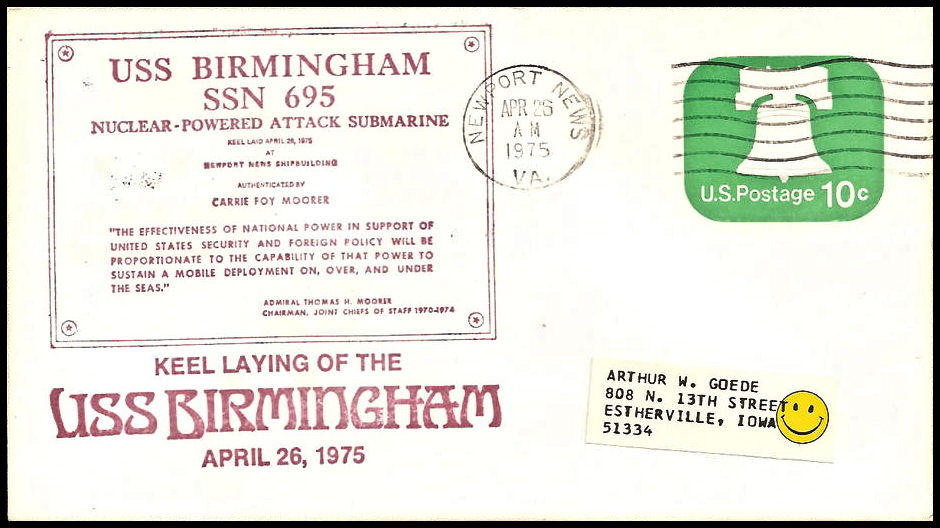 USS BIRMINGHAM
SSN 695
NUCLEAR-POWERED ATTACK SUBMARINE
KEEL LAID APRIL 26, 1975
AT
NEWPORT NEWS SHIPBUILDING
AUTHENTICATED BY
CARRIE FOY MOORER
"THE EFFECTIVENESS OF NATIONAL POWER IN SUPPORT OF
UNITED STATES SECURITY AND FOREIGN POLICY WILL BE
PROPORTIONATE TO THE CAPABILITY OF THAT POWER TO
SUSTAIN A MOBILE DEPLOYMENT ON, OVER, AND UNDER
THE SEAS."
ADMIRAL THOMAS H. MOORER
CHAIRMAN, JOINT CHIEFS OF STAFF 1970-1974
KEEL LAYING OF THE
USS BIRMINGHAM
APRIL 26, 1975
NEWPORT NEWS
APR 26
AM
1975
VA.
U.S. Postage 10c
ARTHUR W. GOEDE
808 N. 13TH STREET
ESTHERVILLE, IOWA
51334